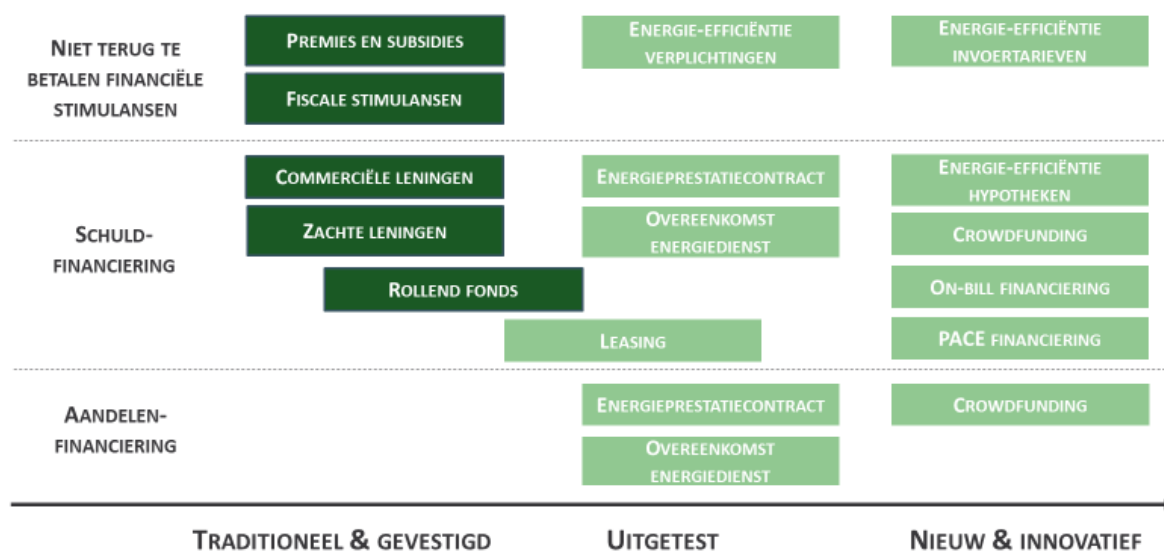 NIET TERUG TE
BETALEN FINANCIËLE
STIMULANSEN
PREMIES EN SUBSIDIES
FISCALE STIMULANSEN
ENERGIE-EFFICIËNTIE
VERPLICHTINGEN
ENERGIE-EFFICIËNTIE
INVOERTARIEVEN
SCHULD-
FINANCIERING
COMMERCIËLE LENINGEN
ZACHTE LENINGEN
ROLLEND FONDS
LEASING
ENERGIEPRESTATIECONTRACT
OVEREENKOMST
ENERGIEDIENST
ENERGIE-EFFICIËNTIE
HYPOTHEKEN
CROWDFUNDING
ON-BILL FINANCIERING
PACE FINANCIERING
AANDELEN-
FINANCIERING
ENERGIEPRESTATIECONTRACT
OVEREENKOMST
ENERGIEDIENST
CROWDFUNDING
TRADITIONEEL & GEVESTIGD
UITGETEST
NIEUW & INNOVATIEF